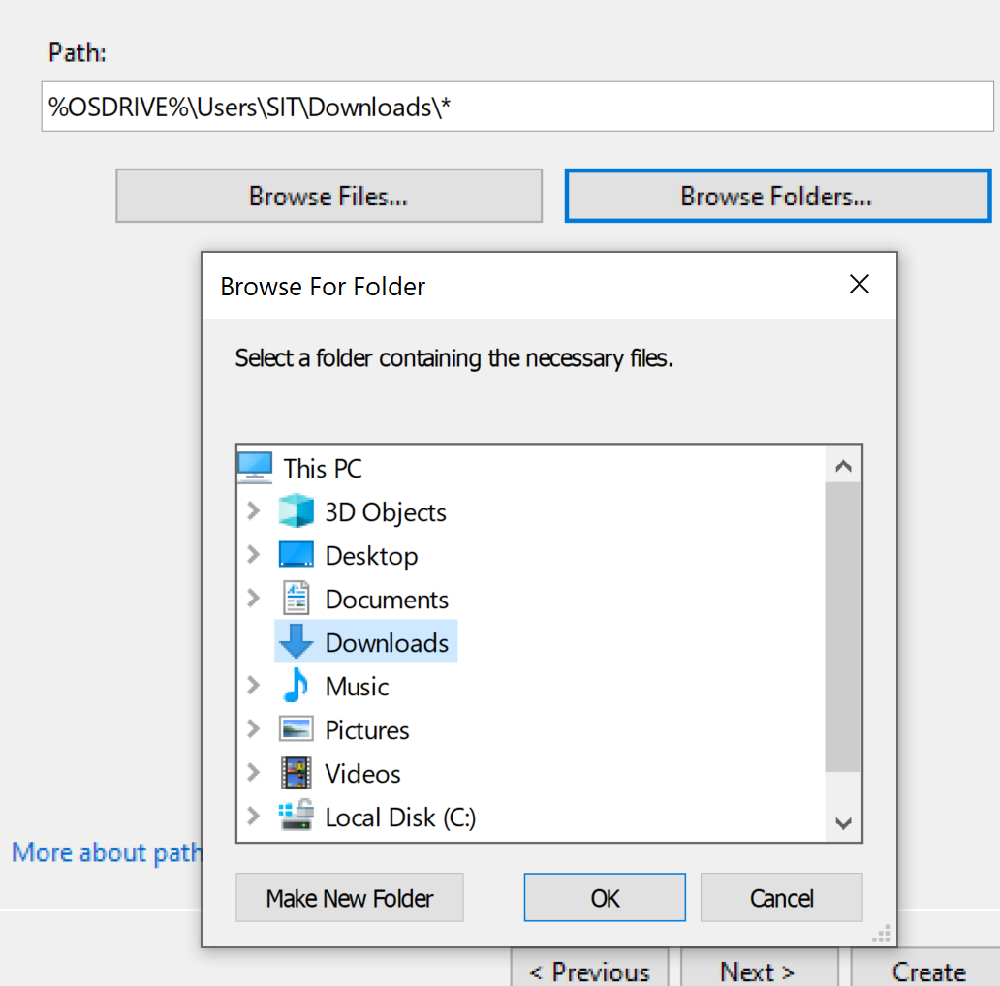 Path:
%OSDRIVE%\Users\SIT\Downloads\*
Browse Files... Browse Folders...
Browse For Folder
Select a folder containing the necessary files.
This PC
3D Objects
Desktop
Documents
Downloads
Music
Pictures
Videos
Local Disk (C:)
More about path
Make New Folder OK Cancel
< Previous Next > Create